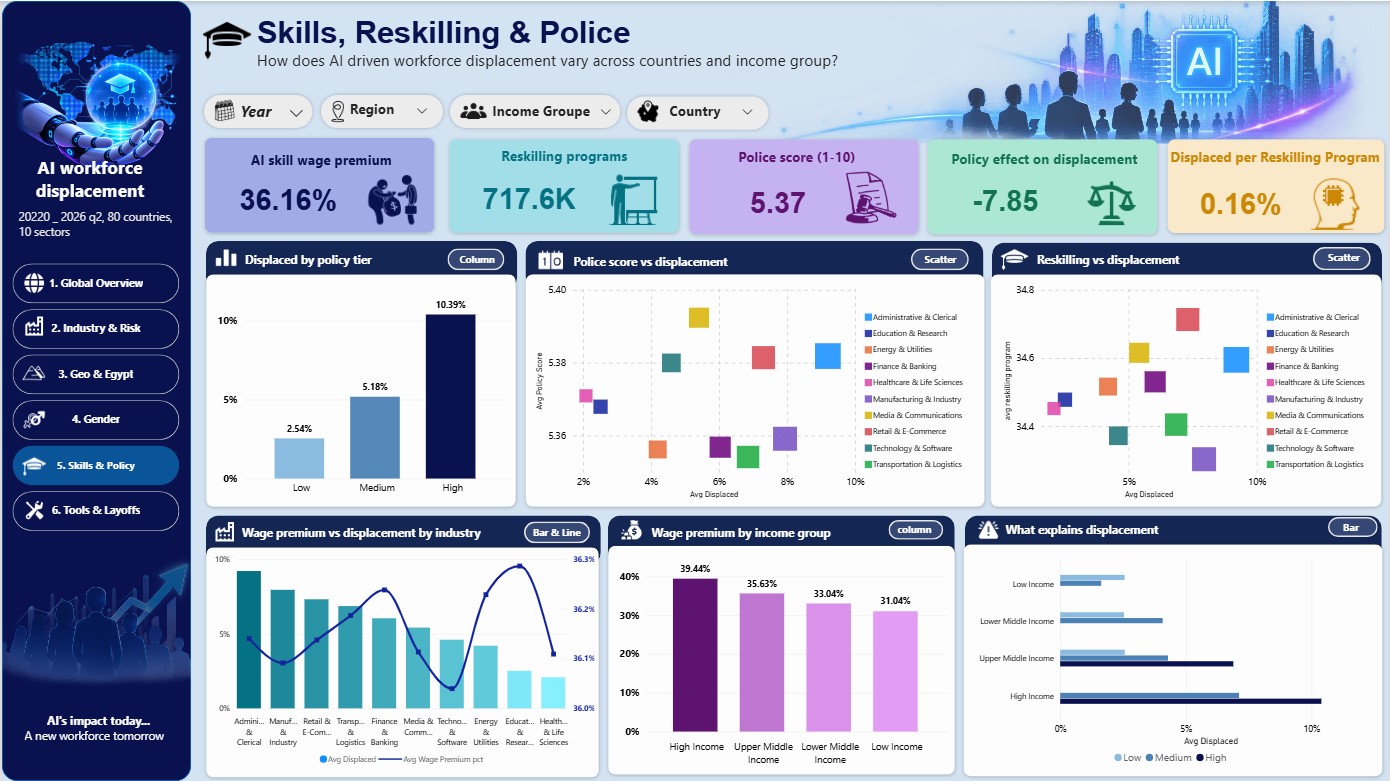 AI workforce
displacement
20220 _ 2026 q2, 80 countries,
10 sectors
1. Global Overview
2. Industry & Risk
3. Geo & Egypt
4. Gender
5. Skills & Policy
6. Tools & Layoffs
AI's impact today...
A new workforce tomorrow
Skills, Reskilling & Police
How does AI driven workforce displacement vary across countries and income group?
AI
Year
Region
Income Groupe
Country
AI skill wage premium
36.16%
Reskilling programs
717.6K
Police score (1-10)
5.37
Policy effect on displacement
-7.85
Displaced per Reskilling Program
0.16%
Displaced by policy tier
Column
10%
5%
0%
2.54%
5.18%
10.39%
Low
Medium
High
Police score vs displacement
Scatter
Avg Policy Score
5.40
5.38
5.36
2%
4%
6%
8%
10%
Avg Displaced
Administrative & Clerical
Education & Research
Energy & Utilities
Finance & Banking
Healthcare & Life Sciences
Manufacturing & Industry
Media & Communications
Retail & E-Commerce
Technology & Software
Transportation & Logistics
Reskilling vs displacement
Scatter
avg reskilling program
34.8
34.6
34.4
5%
10%
Avg Displaced
Administrative & Clerical
Education & Research
Energy & Utilities
Finance & Banking
Healthcare & Life Sciences
Manufacturing & Industry
Media & Communications
Retail & E-Commerce
Technology & Software
Transportation & Logistics
Wage premium vs displacement by industry
Bar & Line
10%
5%
0%
36.3%
36.2%
36.1%
36.0%
Admini... & Clerical
Manuf... & Industry
Retail & E-Com...
Transp... & Logistics
Finance & Banking
Media & Comm...
Techno... & Software
Energy & Utilities
Educat... & Resear...
Health... & Life Sciences
Avg Displaced
Avg Wage Premium pct
Wage premium by income group
column
40%
30%
20%
10%
0%
39.44%
35.63%
33.04%
31.04%
High Income
Upper Middle Income
Lower Middle Income
Low Income
What explains displacement
Bar
Low Income
Lower Middle Income
Upper Middle Income
High Income
0%
5%
10%
Avg Displaced
Low
Medium
High